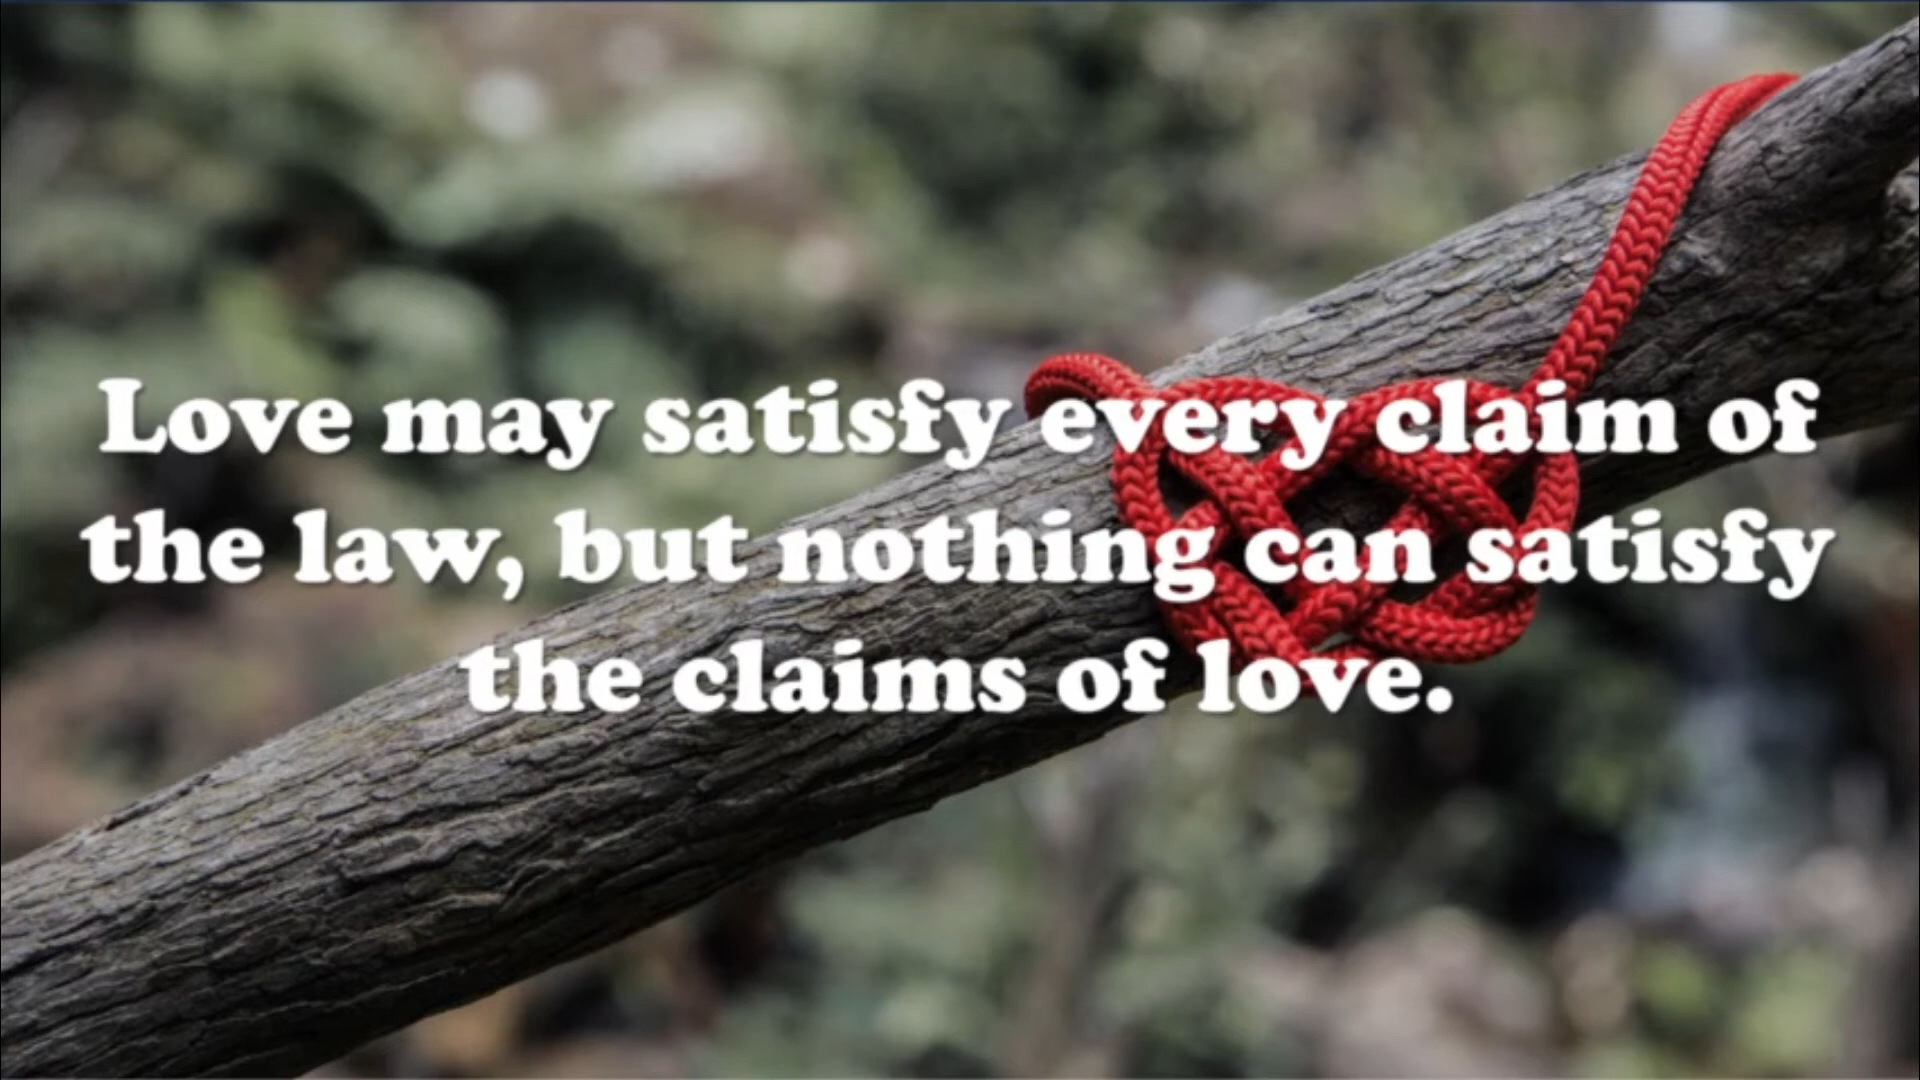 Love may satisfy every claim of
the law, but nothing can satisfy
the claims of love.